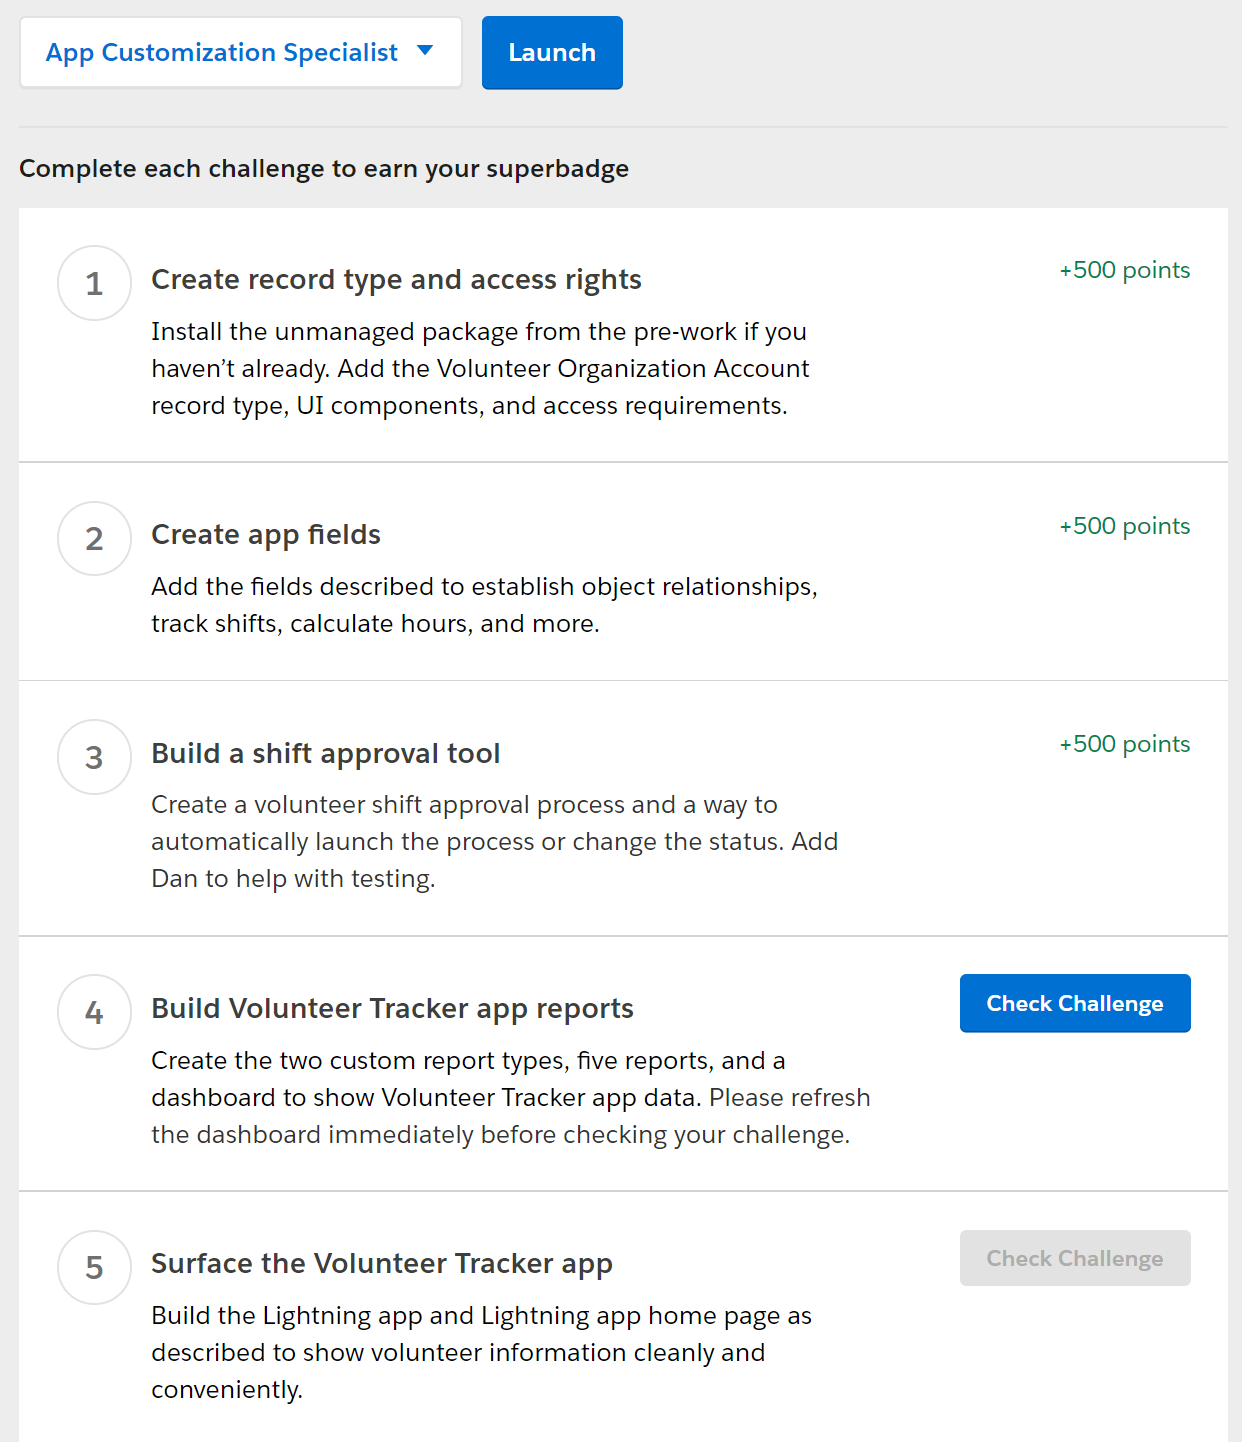 App Customization Specialist
Launch
Complete each challenge to earn your superbadge
1
Create record type and access rights
+500 points
Install the unmanaged package from the pre-work if you
haven’t already. Add the Volunteer Organization Account
record type, UI components, and access requirements.
2
Create app fields
+500 points
Add the fields described to establish object relationships,
track shifts, calculate hours, and more.
3
Build a shift approval tool
+500 points
Create a volunteer shift approval process and a way to
automatically launch the process or change the status. Add
Dan to help with testing.
4
Build Volunteer Tracker app reports
Check Challenge
Create the two custom report types, five reports, and a
dashboard to show Volunteer Tracker app data. Please refresh
the dashboard immediately before checking your challenge.
5
Surface the Volunteer Tracker app
Check Challenge
Build the Lightning app and Lightning app home page as
described to show volunteer information cleanly and
conveniently.